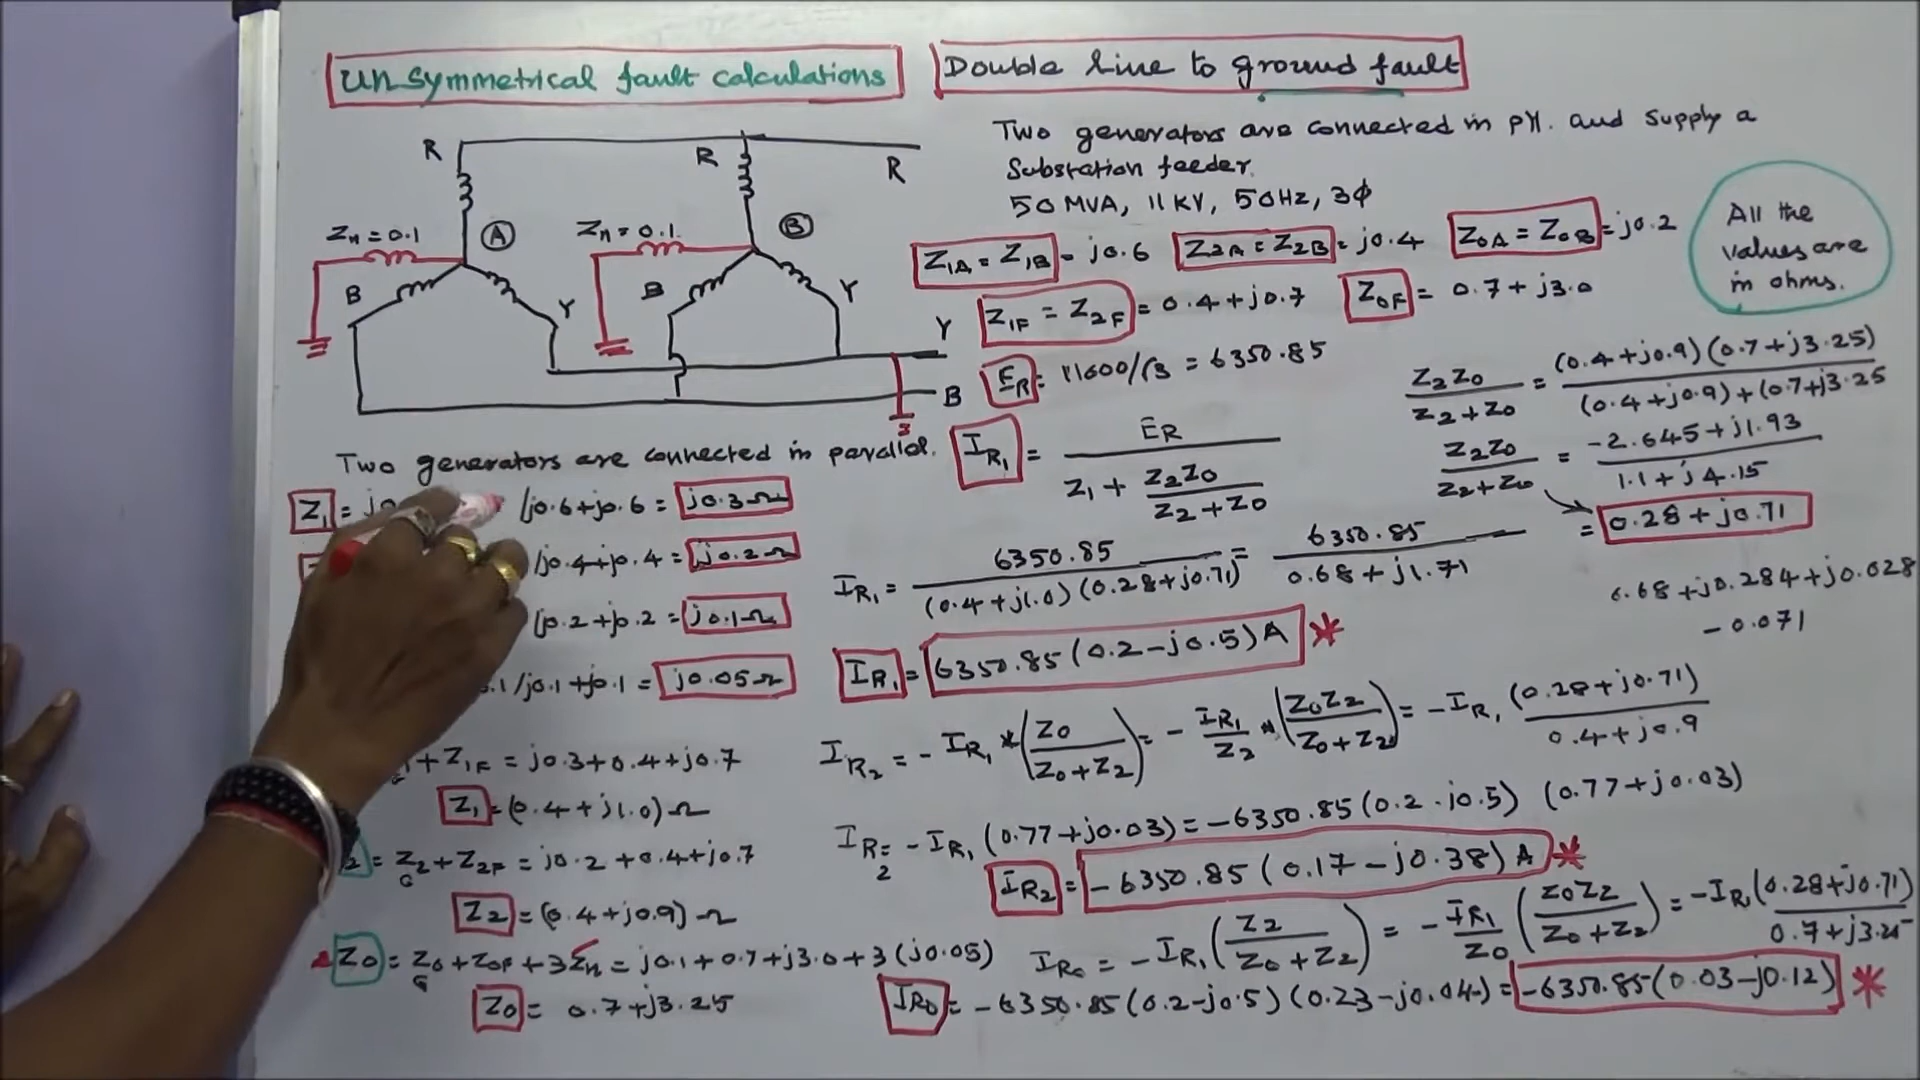 Unsymmetrical fault calculations
Double line to ground fault
R
R
R
Zn = 0.1
A
Zn = 0.1
B
B
Y
B
Y
Y
B
Two generators are connected in pll. and supply a
Substation feeder.
50 MVA, 11 KV, 50Hz, 3ϕ
Z1A = Z1B = j0.6 Z2A = Z2B = j0.4 Z0A = Z0B = j0.2
Z1F = Z2F = 0.4 + j0.7 Z0F = 0.7 + j3.0
All the
values are
in ohms.
ER = 11000/√3 = 6350.85
IR1 = ĒR / (Z1 + Z2Z0/(Z2+Z0))
Z2Z0/(Z2+Z0) = (0.4+j0.9)(0.7+j3.25) / (0.4+j0.9)+(0.7+j3.25
Z2Z0/(Z2+Z0) = -2.645+j1.93 / 1.1+j4.15
= 0.28+j0.71
IR1 = 6350.85 / (0.4+j1.0)(0.28+j0.71) = 6350.85 / 0.68+j1.71
0.68+j0.284+j0.028
- 0.071
IR1 = 6350.85(0.2-j0.5) A *
IR2 = -IR1 * (Z0/(Z0+Z2)) = - IR1/Z2 * (Z0Z2/(Z0+Z2)) = -IR1 (0.28+j0.71) / 0.4+j0.9
IR2 = -IR1 (0.77+j0.03) = -6350.85(0.2-j0.5) (0.77+j0.03)
IR2 = -6350.85(0.17-j0.38) A *
IR0 = -IR1 (Z2/(Z0+Z2)) = - IR1/Z0 (Z0Z2/(Z0+Z2)) = -IR1(0.28+j0.71) / 0.7+j3.25
IR0 = -6350.85(0.2-j0.5)(0.23-j0.04) = -6350.85(0.03-j0.12) *
Two generators are connected in parallel.
Z1 = /j0.6+j0.6 = j0.3Ω
/j0.4+j0.4 = j0.2Ω
/j0.2+j0.2 = j0.1Ω
/j0.1+j0.1 = j0.05Ω
+Z1F = j0.3+0.4+j0.7
Z1 = (0.4+j1.0)Ω
= Z2G+Z2F = j0.2+0.4+j0.7
Z2 = (0.4+j0.9)Ω
Z0 = Z0G+Z0F+3Zn = j0.1+0.7+j3.0+3(j0.05)
Z0 = 0.7+j3.25